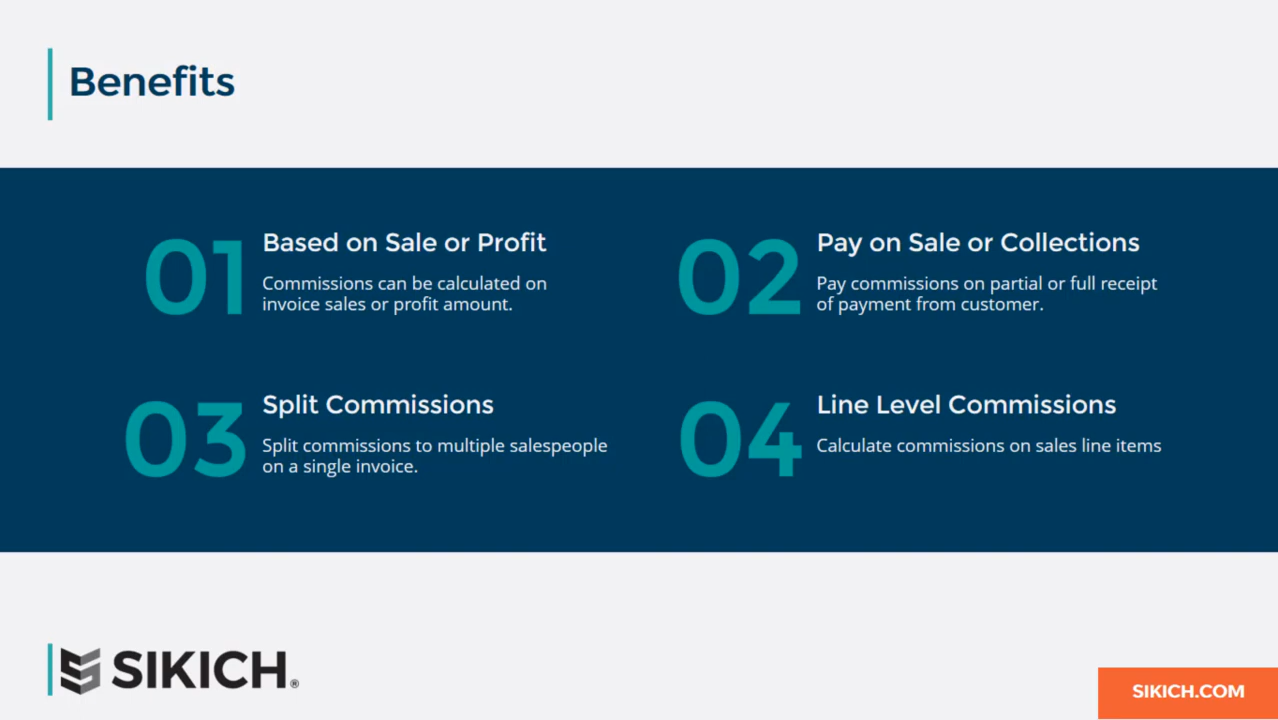 Benefits
01
Based on Sale or Profit
Commissions can be calculated on
invoice sales or profit amount.
02
Pay on Sale or Collections
Pay commissions on partial or full receipt
of payment from customer.
03
Split Commissions
Split commissions to multiple salespeople
on a single invoice.
04
Line Level Commissions
Calculate commissions on sales line items
SIKICH®
SIKICH.COM